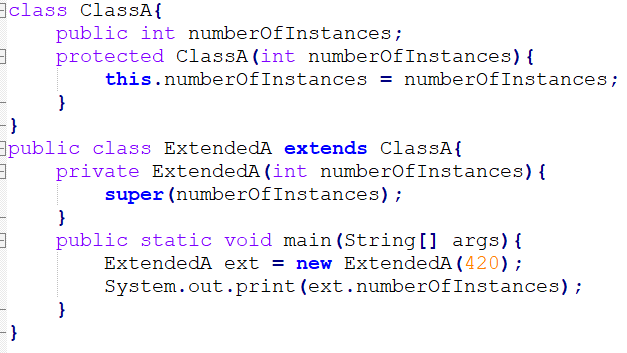 class ClassA{
    public int numberOfInstances;
    protected ClassA(int numberOfInstances){
        this.numberOfInstances = numberOfInstances;
    }
}
public class ExtendedA extends ClassA{
    private ExtendedA(int numberOfInstances){
        super(numberOfInstances);
    }
    public static void main(String[] args){
        ExtendedA ext = new ExtendedA(420);
        System.out.print(ext.numberOfInstances);
    }
}